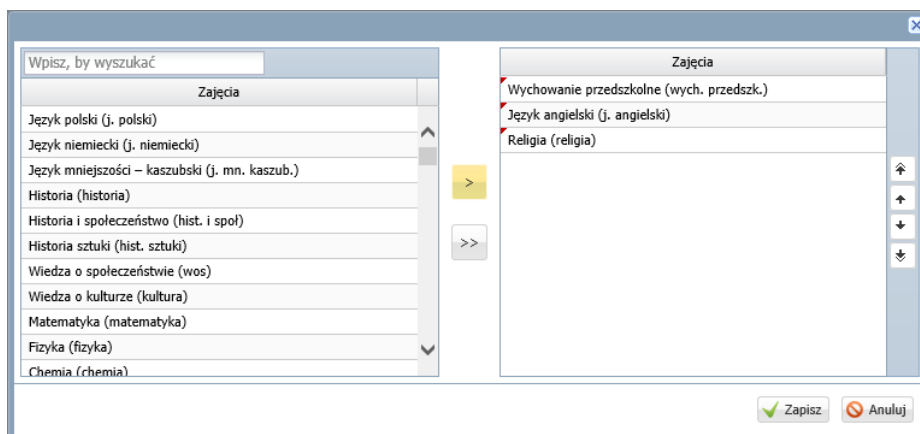 Wpisz, by wyszukać
Zajęcia
Język polski (j. polski)
Język niemiecki (j. niemiecki)
Język mniejszości – kaszubski (j. mn. kaszub.)
Historia (historia)
Historia i społeczeństwo (hist. i społ)
Historia sztuki (hist. sztuki)
Wiedza o społeczeństwie (wos)
Wiedza o kulturze (kultura)
Matematyka (matematyka)
Fizyka (fizyka)
Chemia (chemia)
>
>>
Zajęcia
Wychowanie przedszkolne (wych. przedszk.)
Język angielski (j. angielski)
Religia (religia)
Zapisz
Anuluj